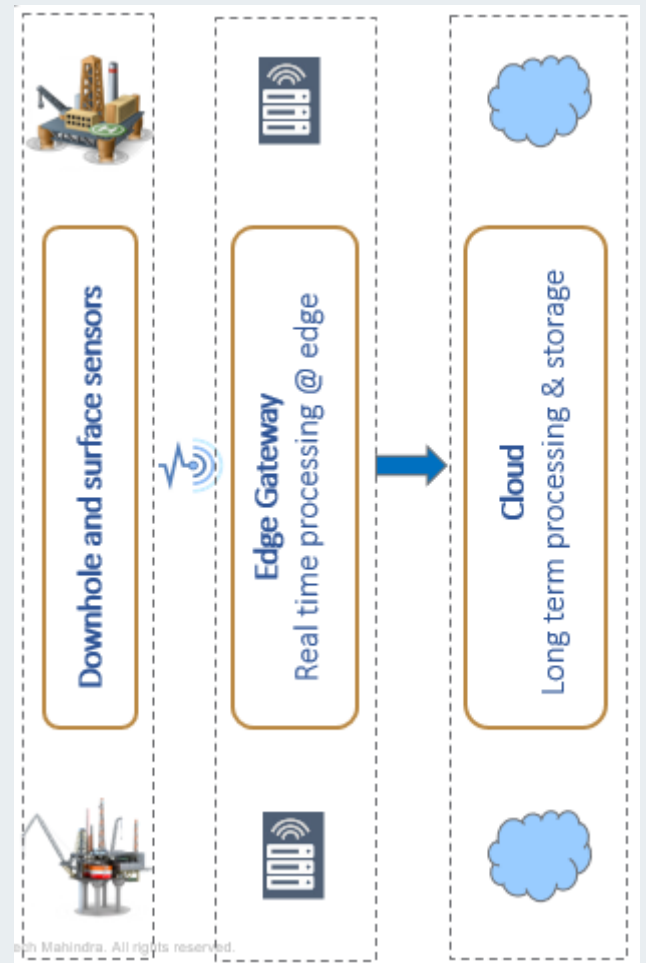 Downhole and surface sensors
Edge Gateway
Real time processing @ edge
Cloud
Long term processing & storage
Mahindra. All rights reserved.